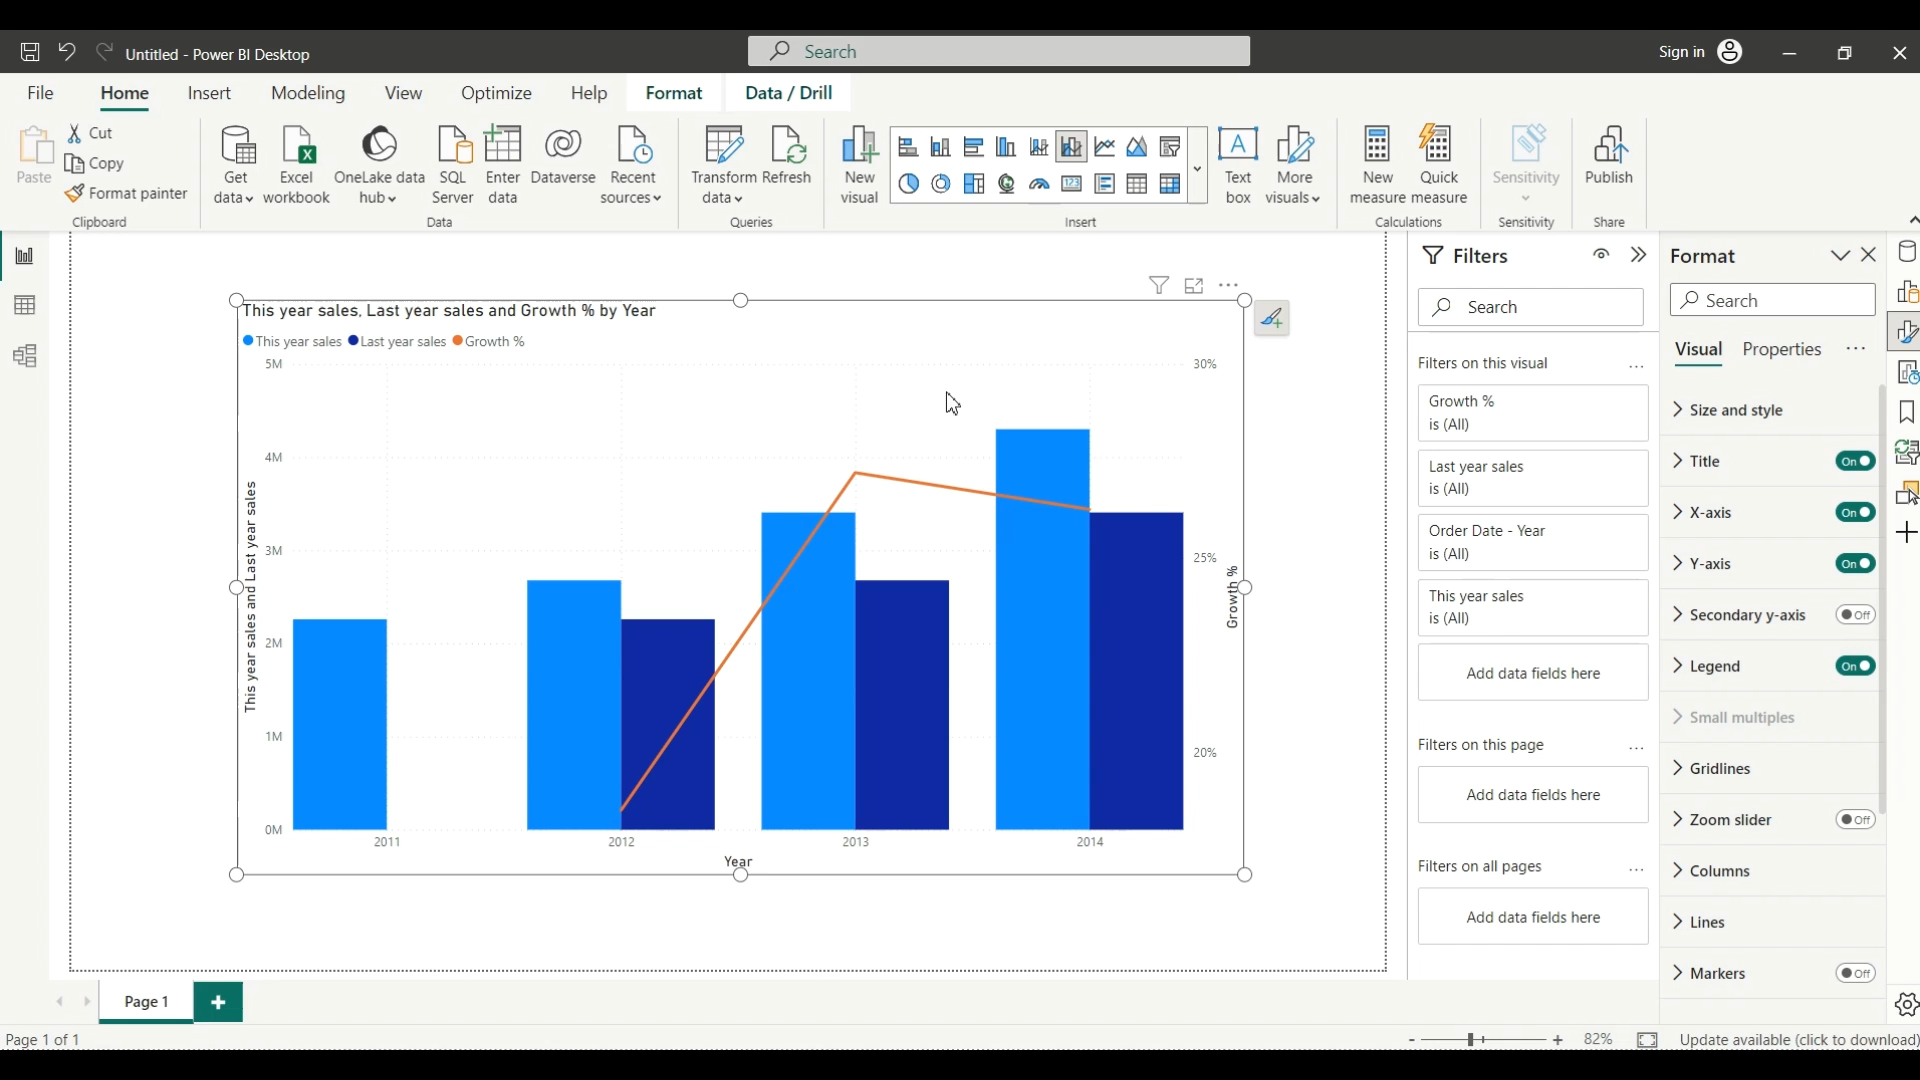 Untitled - Power BI Desktop
Search
Sign in
File
Home
Insert
Modeling
View
Optimize
Help
Format
Data / Drill
Paste
Cut
Copy
Format painter
Clipboard
Get data
Excel workbook
OneLake data hub
SQL Server
Enter data
Dataverse
Recent sources
Data
Transform data
Refresh
Queries
New visual
Text box
More visuals
Insert
New measure
Quick measure
Calculations
Sensitivity
Sensitivity
Publish
Share
This year sales, Last year sales and Growth % by Year
This year sales
Last year sales
Growth %
5M
4M
3M
2M
1M
0M
30%
25%
20%
This year sales and Last year sales
Growth %
2011
2012
2013
2014
Year
Filters
Search
Filters on this visual
Growth %
is (All)
Last year sales
is (All)
Order Date - Year
is (All)
This year sales
is (All)
Add data fields here
Filters on this page
Add data fields here
Filters on all pages
Add data fields here
Format
Search
Visual
Properties
Size and style
Title
On
X-axis
On
Y-axis
On
Secondary y-axis
Off
Legend
On
Small multiples
Gridlines
Zoom slider
Off
Columns
Lines
Markers
Off
Page 1
Page 1 of 1
82%
Update available (click to download)